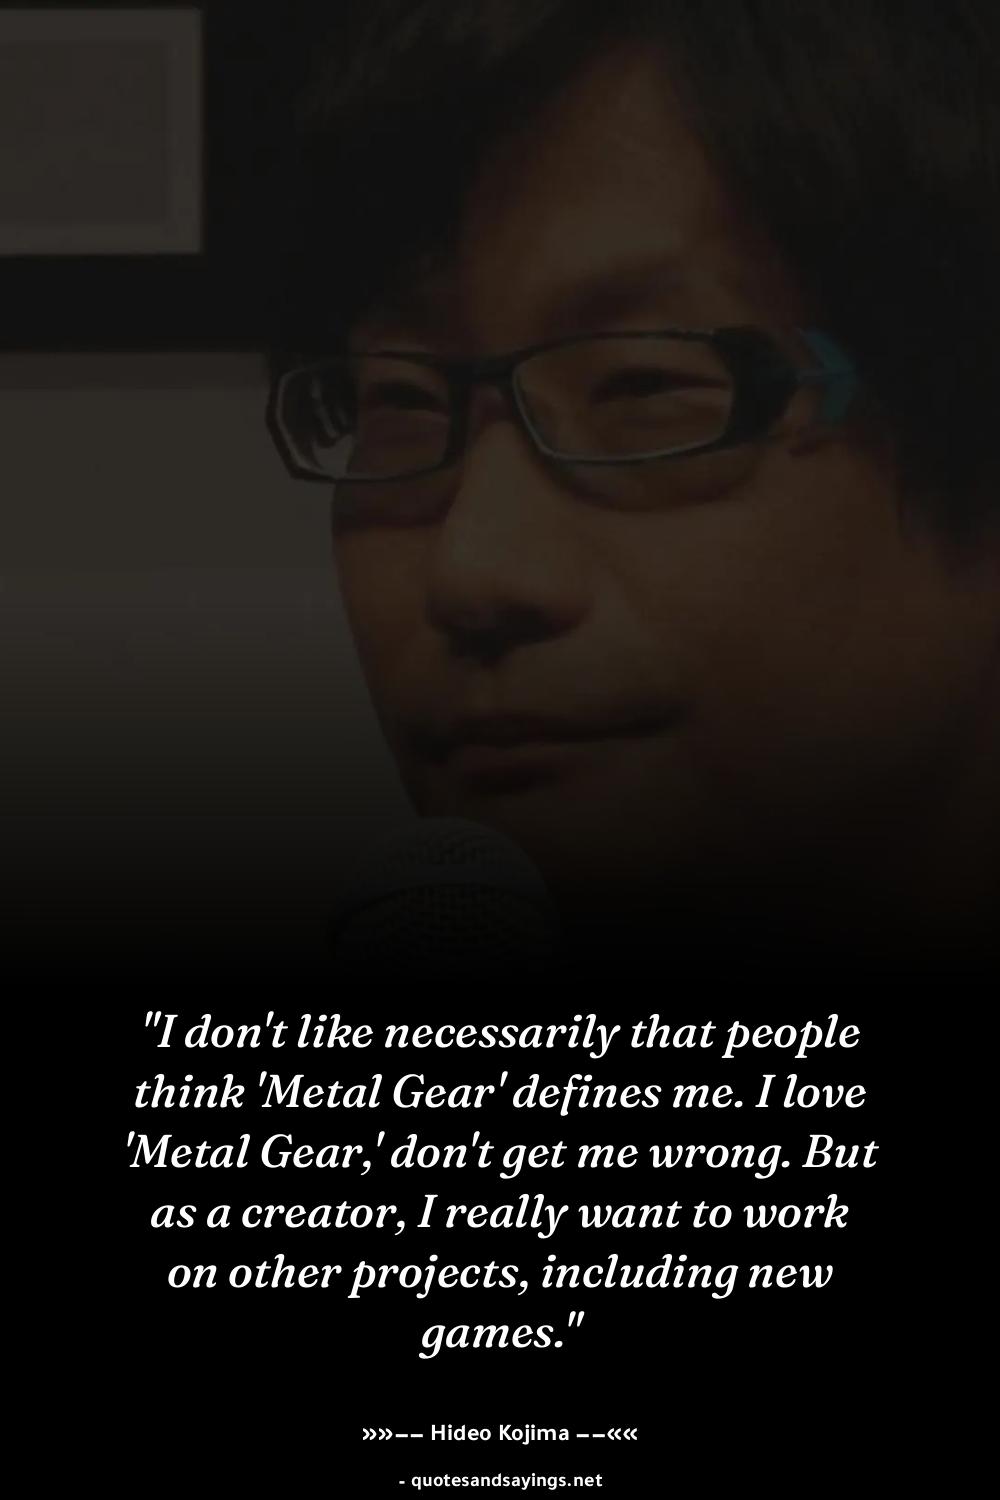 "I don't like necessarily that people
think 'Metal Gear' defines me. I love
'Metal Gear,' don't get me wrong. But
as a creator, I really want to work
on other projects, including new
games."
»»−− Hideo Kojima −−««
- quotesandsayings.net